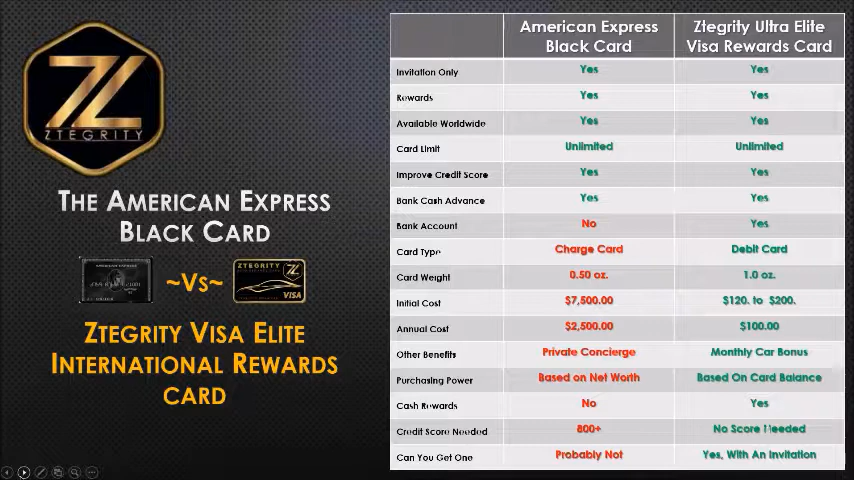 ZTEGRITY
THE AMERICAN EXPRESS
BLACK CARD
~VS~
ZTEGRITY
VISA
ZTEGRITY VISA ELITE
INTERNATIONAL REWARDS
CARD
American Express Black Card Ztegrity Ultra Elite Visa Rewards Card
Invitation Only Yes Yes
Rewards Yes Yes
Available Worldwide Yes Yes
Card Limit Unlimited Unlimited
Improve Credit Score Yes Yes
Bank Cash Advance Yes Yes
Bank Account No Yes
Card Type Charge Card Debit Card
Card Weight 0.50 oz. 1.0 oz.
Initial Cost $7,500.00 $120. to $200.
Annual Cost $2,500.00 $100.00
Other Benefits Private Concierge Monthly Car Bonus
Purchasing Power Based on Net Worth Based On Card Balance
Cash Rewards No Yes
Credit Score Needed 800+ No Score Needed
Can You Get One Probably Not Yes, With An Invitation